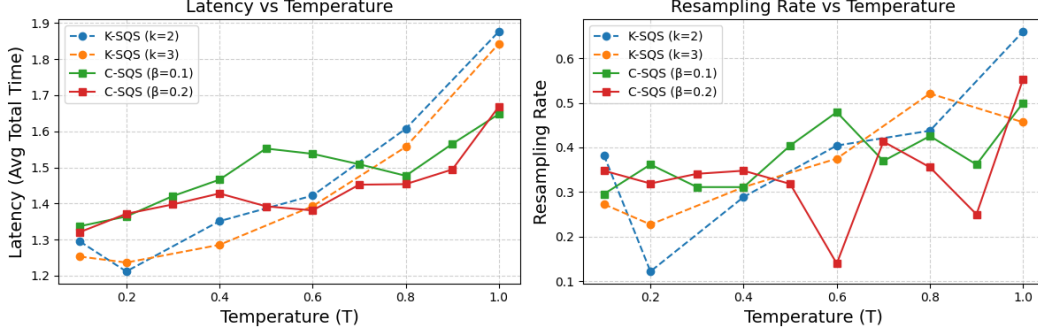 Latency vs Temperature
Latency (Avg Total Time)
1.9
1.8
1.7
1.6
1.5
1.4
1.3
1.2
K-SQS (k=2)
K-SQS (k=3)
C-SQS (β=0.1)
C-SQS (β=0.2)
0.2 0.4 0.6 0.8 1.0
Temperature (T)
Resampling Rate vs Temperature
Resampling Rate
0.6
0.5
0.4
0.3
0.2
0.1
K-SQS (k=2)
K-SQS (k=3)
C-SQS (β=0.1)
C-SQS (β=0.2)
0.2 0.4 0.6 0.8 1.0
Temperature (T)